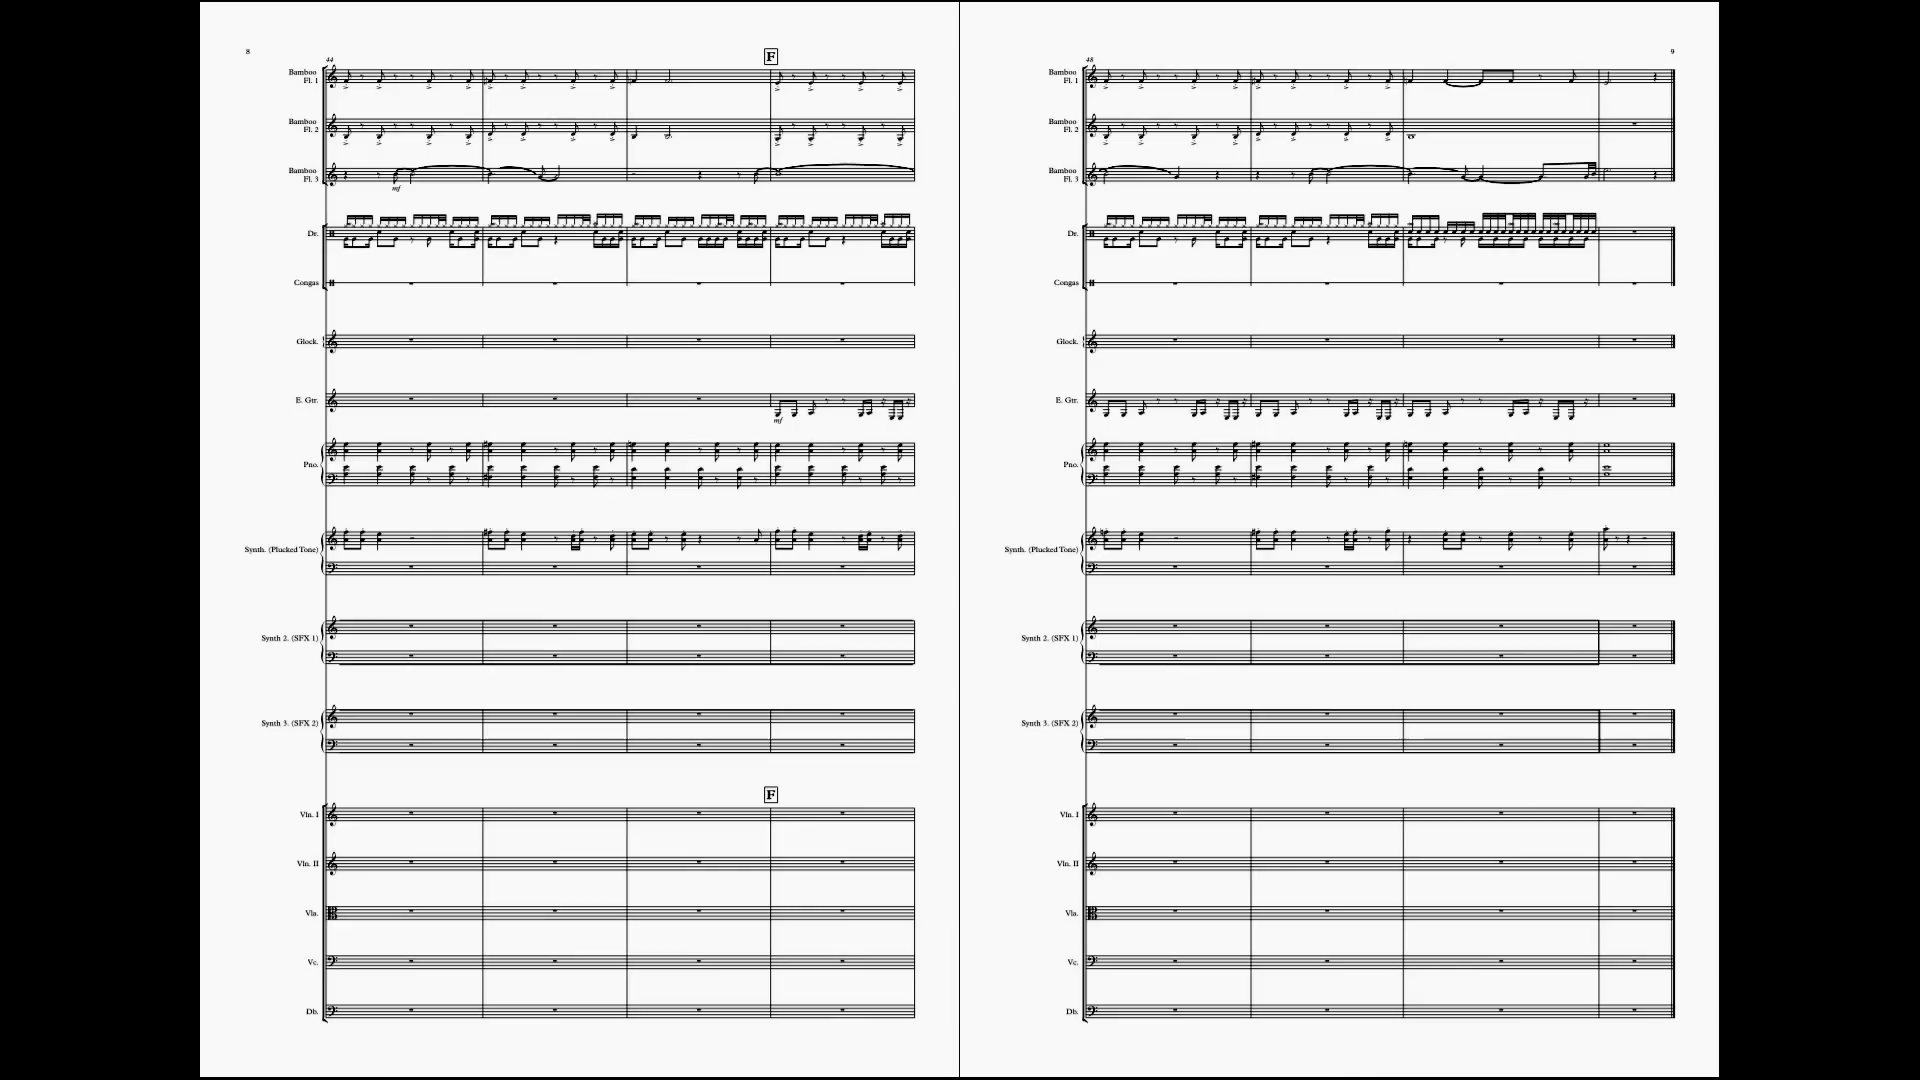 8
44
F
Bamboo
Fl. 1
Bamboo
Fl. 2
Bamboo
Fl. 3
mf
Dr.
Congas
Glock.
E. Gtr.
mf
Pno.
Synth. (Plucked Tone)
Synth 2. (SFX 1)
Synth 3. (SFX 2)
F
Vln. I
Vln. II
Vla.
Vc.
Db.
9
48
Bamboo
Fl. 1
Bamboo
Fl. 2
Bamboo
Fl. 3
Dr.
Congas
Glock.
E. Gtr.
Pno.
Synth. (Plucked Tone)
Synth 2. (SFX 1)
Synth 3. (SFX 2)
Vln. I
Vln. II
Vla.
Vc.
Db.